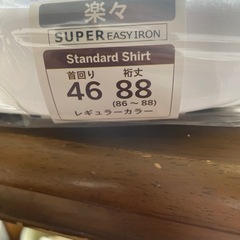 楽々
SUPER EASY IRON
Standard Shirt
首回り 裄丈
46 88
(86～88)
レギュラーカラー